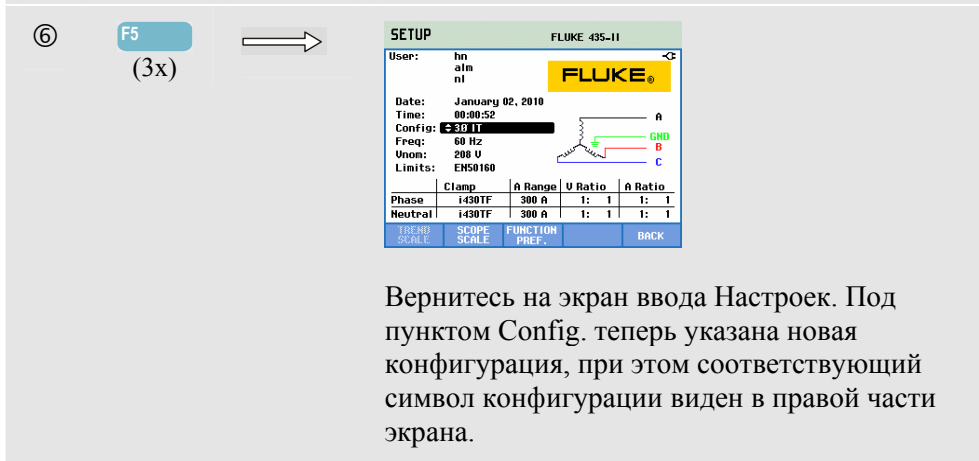 ⑥ F5
(3x)
SETUP FLUKE 435-II
User: hn
alm
nl
FLUKE®
Date: January 02, 2010
Time: 00:00:52
Config: 3Ø IT
Freq: 60 Hz
Vnom: 208 V
Limits: EN50160
A
GND
B
C
Clamp A Range V Ratio A Ratio
Phase i430TF 300 A 1: 1 1: 1
Neutral i430TF 300 A 1: 1 1: 1
TREND SCOPE FUNCTION
SCALE SCALE PREF. BACK
Вернитесь на экран ввода Настроек. Под
пунктом Config. теперь указана новая
конфигурация, при этом соответствующий
символ конфигурации виден в правой части
экрана.